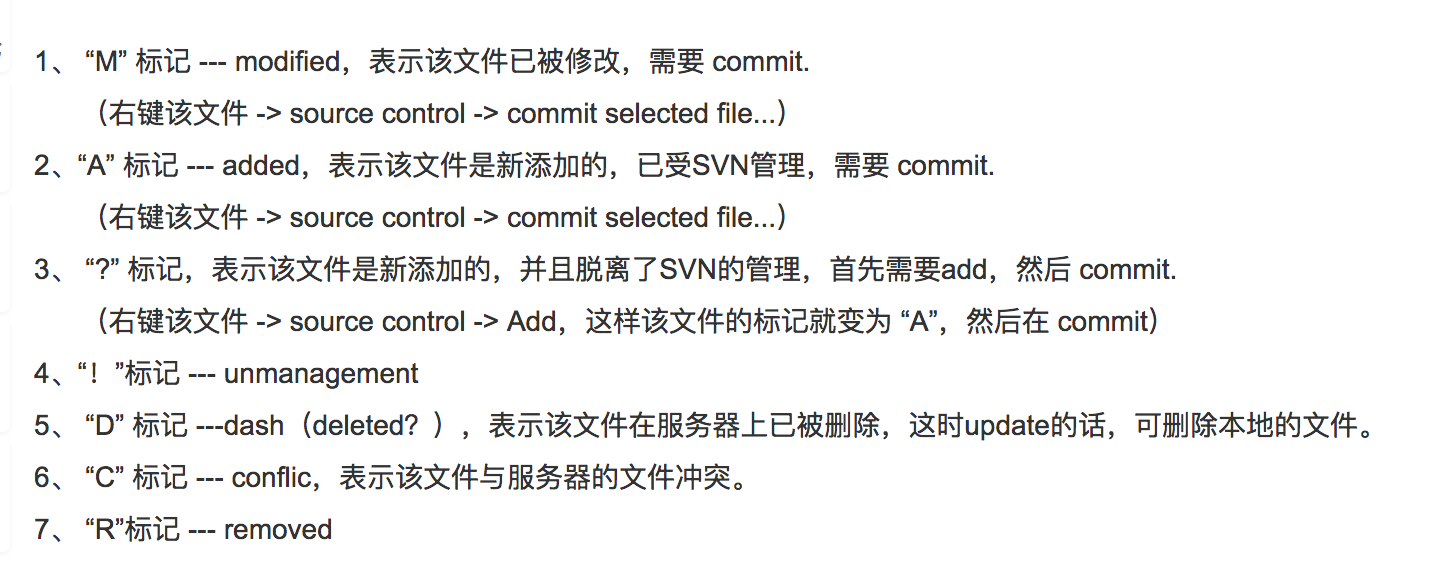 1、 “M” 标记 --- modified，表示该文件已被修改，需要 commit.
（右键该文件 -> source control -> commit selected file...）
2、“A” 标记 --- added，表示该文件是新添加的，已受SVN管理，需要 commit.
（右键该文件 -> source control -> commit selected file...）
3、 “?” 标记，表示该文件是新添加的，并且脱离了SVN的管理，首先需要add，然后 commit.
（右键该文件 -> source control -> Add，这样该文件的标记就变为 “A”，然后在 commit）
4、“！”标记 --- unmanagement
5、 “D” 标记 ---dash（deleted？），表示该文件在服务器上已被删除，这时update的话，可删除本地的文件。
6、 “C” 标记 --- conflic，表示该文件与服务器的文件冲突。
7、 “R”标记 --- removed